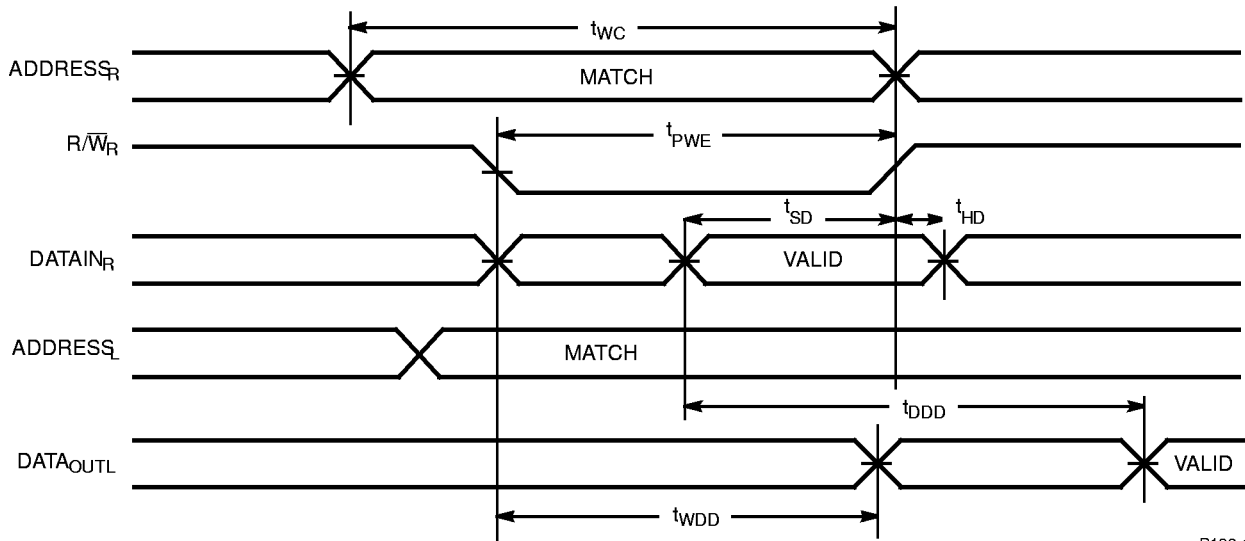 tWC
ADDRESSR
MATCH
R/W̅R
tPWE
tSD
tHD
DATAINR
VALID
ADDRESSL
MATCH
tDDD
DATAOUTL
VALID
tWDD